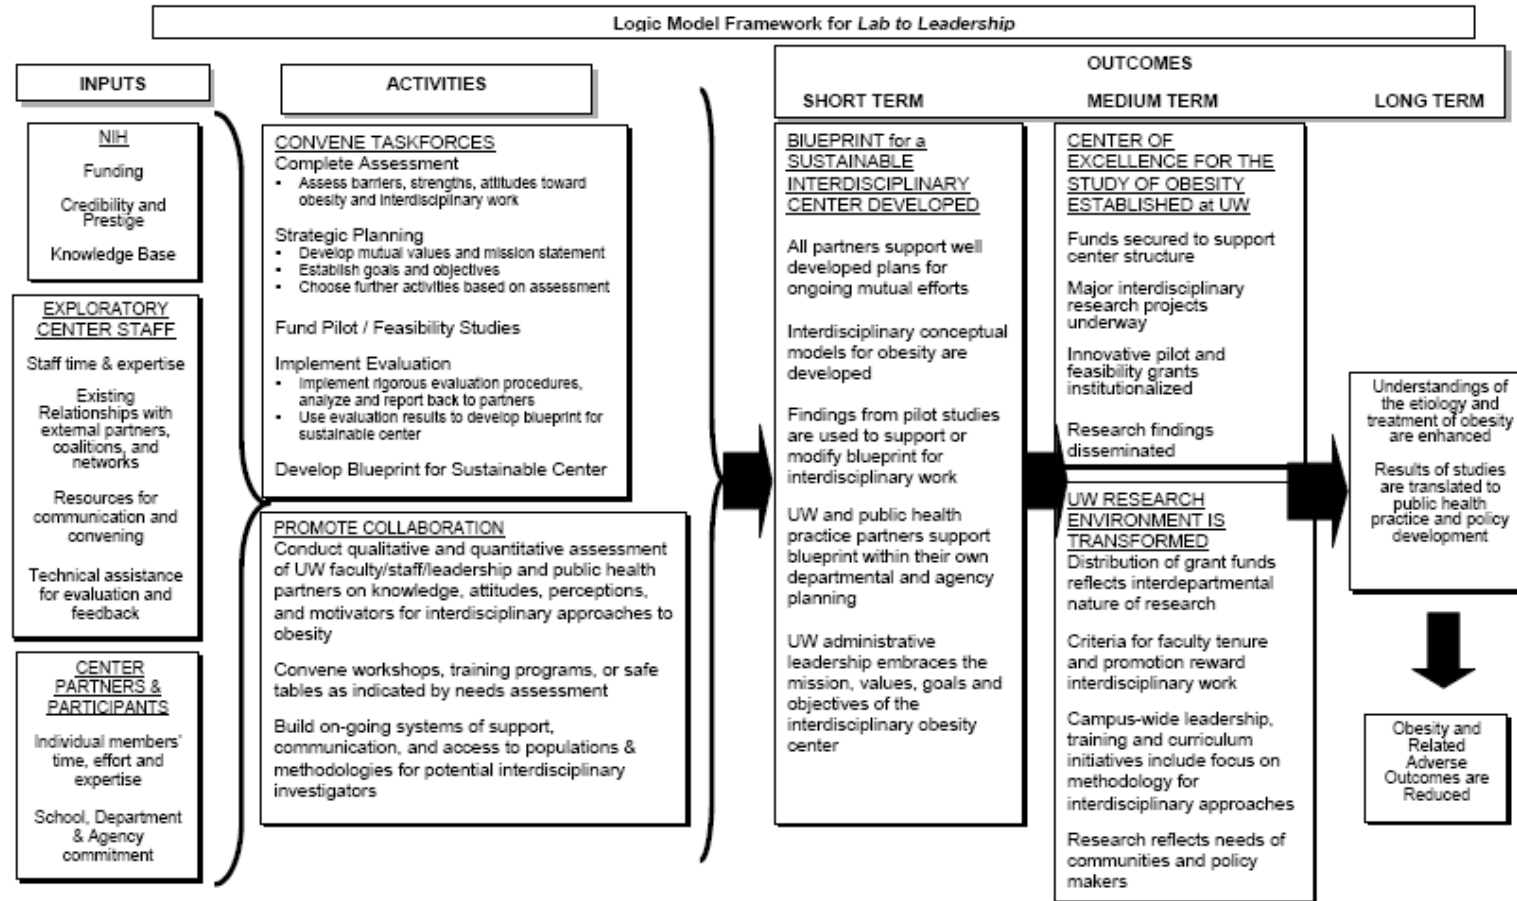 Logic Model Framework for Lab to Leadership
INPUTS
NIH
Funding
Credibility and
Prestige
Knowledge Base
EXPLORATORY
CENTER STAFF
Staff time & expertise
Existing
Relationships with
external partners,
coalitions, and
networks
Resources for
communication and
convening
Technical assistance
for evaluation and
feedback
CENTER
PARTNERS &
PARTICIPANTS
Individual members'
time, effort and
expertise
School, Department
& Agency
commitment
ACTIVITIES
CONVENE TASKFORCES
Complete Assessment
▪ Assess barriers, strengths, attitudes toward
obesity and interdisciplinary work
Strategic Planning
▪ Develop mutual values and mission statement
▪ Establish goals and objectives
▪ Choose further activities based on assessment
Fund Pilot / Feasibility Studies
Implement Evaluation
▪ Implement rigorous evaluation procedures,
analyze and report back to partners
▪ Use evaluation results to develop blueprint for
sustainable center
Develop Blueprint for Sustainable Center
PROMOTE COLLABORATION
Conduct qualitative and quantitative assessment
of UW faculty/staff/leadership and public health
partners on knowledge, attitudes, perceptions,
and motivators for interdisciplinary approaches to
obesity
Convene workshops, training programs, or safe
tables as indicated by needs assessment
Build on-going systems of support,
communication, and access to populations &
methodologies for potential interdisciplinary
investigators
OUTCOMES
SHORT TERM
MEDIUM TERM
LONG TERM
BLUEPRINT for a
SUSTAINABLE
INTERDISCIPLINARY
CENTER DEVELOPED
All partners support well
developed plans for
ongoing mutual efforts
Interdisciplinary conceptual
models for obesity are
developed
Findings from pilot studies
are used to support or
modify blueprint for
interdisciplinary work
UW and public health
practice partners support
blueprint within their own
departmental and agency
planning
UW administrative
leadership embraces the
mission, values, goals and
objectives of the
interdisciplinary obesity
center
CENTER OF
EXCELLENCE FOR THE
STUDY OF OBESITY
ESTABLISHED at UW
Funds secured to support
center structure
Major interdisciplinary
research projects
underway
Innovative pilot and
feasibility grants
institutionalized
Research findings
disseminated
UW RESEARCH
ENVIRONMENT IS
TRANSFORMED
Distribution of grant funds
reflects interdepartmental
nature of research
Criteria for faculty tenure
and promotion reward
interdisciplinary work
Campus-wide leadership,
training and curriculum
initiatives include focus on
methodology for
interdisciplinary approaches
Research reflects needs of
communities and policy
makers
Understandings of
the etiology and
treatment of obesity
are enhanced
Results of studies
are translated to
public health
practice and policy
development
Obesity and
Related
Adverse
Outcomes are
Reduced